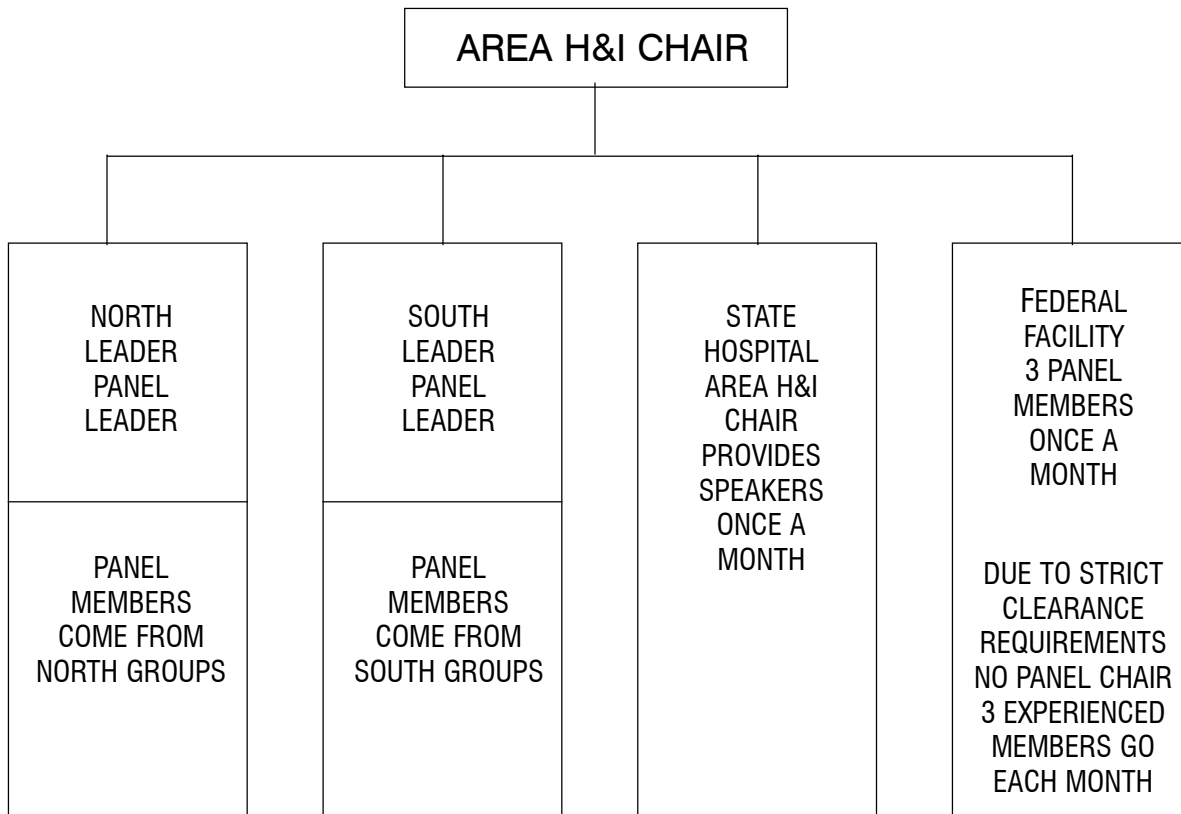 AREA H&I CHAIR
NORTH
LEADER
PANEL
LEADER
PANEL
MEMBERS
COME FROM
NORTH GROUPS
SOUTH
LEADER
PANEL
LEADER
PANEL
MEMBERS
COME FROM
SOUTH GROUPS
STATE
HOSPITAL
AREA H&I
CHAIR
PROVIDES
SPEAKERS
ONCE A
MONTH
FEDERAL
FACILITY
3 PANEL
MEMBERS
ONCE A
MONTH
DUE TO STRICT
CLEARANCE
REQUIREMENTS
NO PANEL CHAIR
3 EXPERIENCED
MEMBERS GO
EACH MONTH